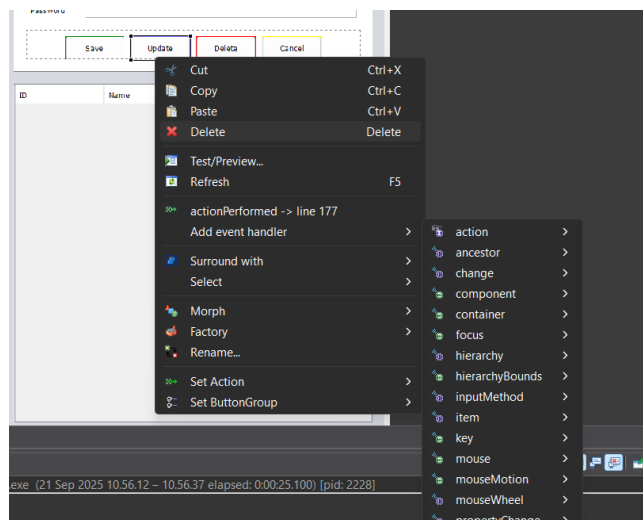 Password
Save Update Delete Cancel
ID Name
Cut Ctrl+X
Copy Ctrl+C
Paste Ctrl+V
Delete Delete
Test/Preview...
Refresh F5
actionPerformed -> line 177
Add event handler
Surround with
Select
Morph
Factory
Rename...
Set Action
Set ButtonGroup
action
ancestor
change
component
container
focus
hierarchy
hierarchyBounds
inputMethod
item
key
mouse
mouseMotion
mouseWheel
propertyChange
.exe (21 Sep 2025 10.56.12 – 10.56.37 elapsed: 0:00:25.100) [pid: 2228]